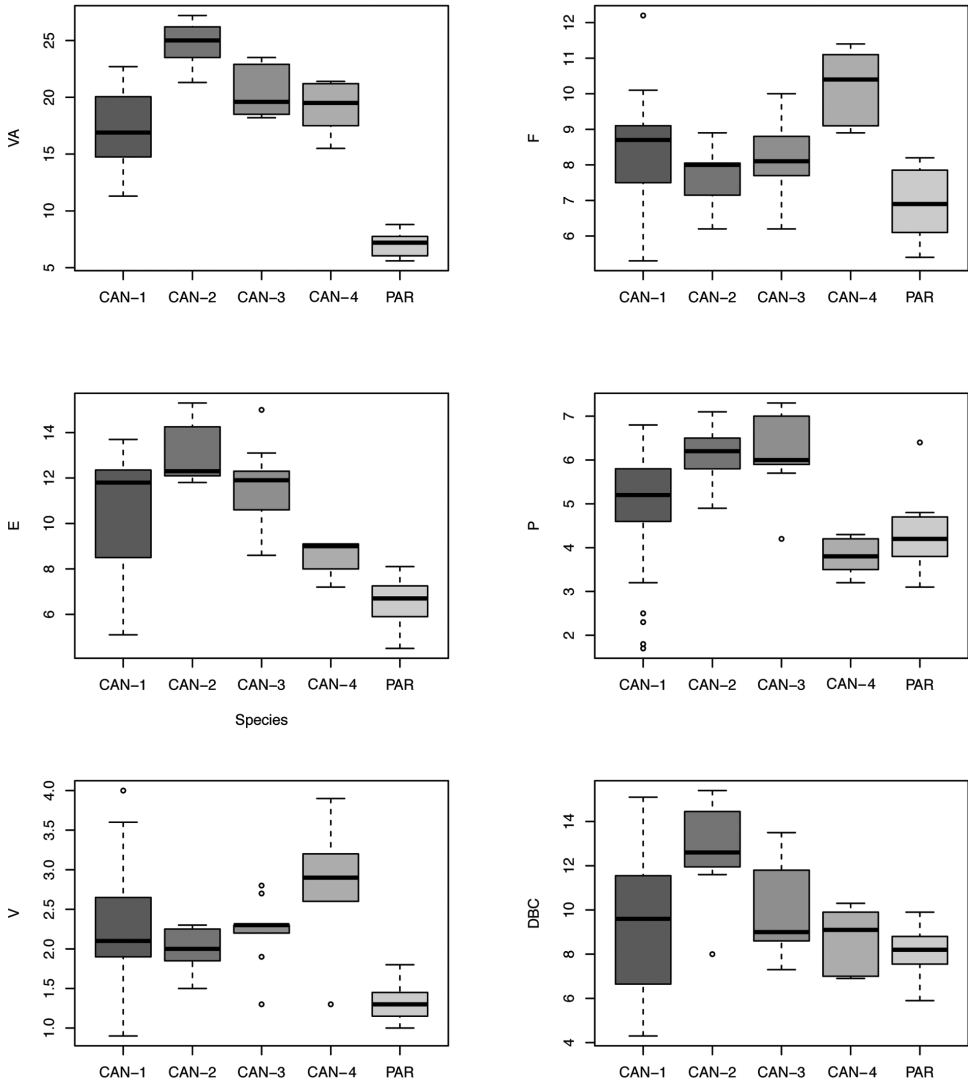 VA
5 10 15 20 25
CAN-1 CAN-2 CAN-3 CAN-4 PAR
F
6 7 8 9 10 11 12
CAN-1 CAN-2 CAN-3 CAN-4 PAR
E
6 8 10 12 14
CAN-1 CAN-2 CAN-3 CAN-4 PAR
Species
P
2 3 4 5 6 7
CAN-1 CAN-2 CAN-3 CAN-4 PAR
V
1.0 1.5 2.0 2.5 3.0 3.5 4.0
CAN-1 CAN-2 CAN-3 CAN-4 PAR
DBC
4 6 8 10 12 14
CAN-1 CAN-2 CAN-3 CAN-4 PAR